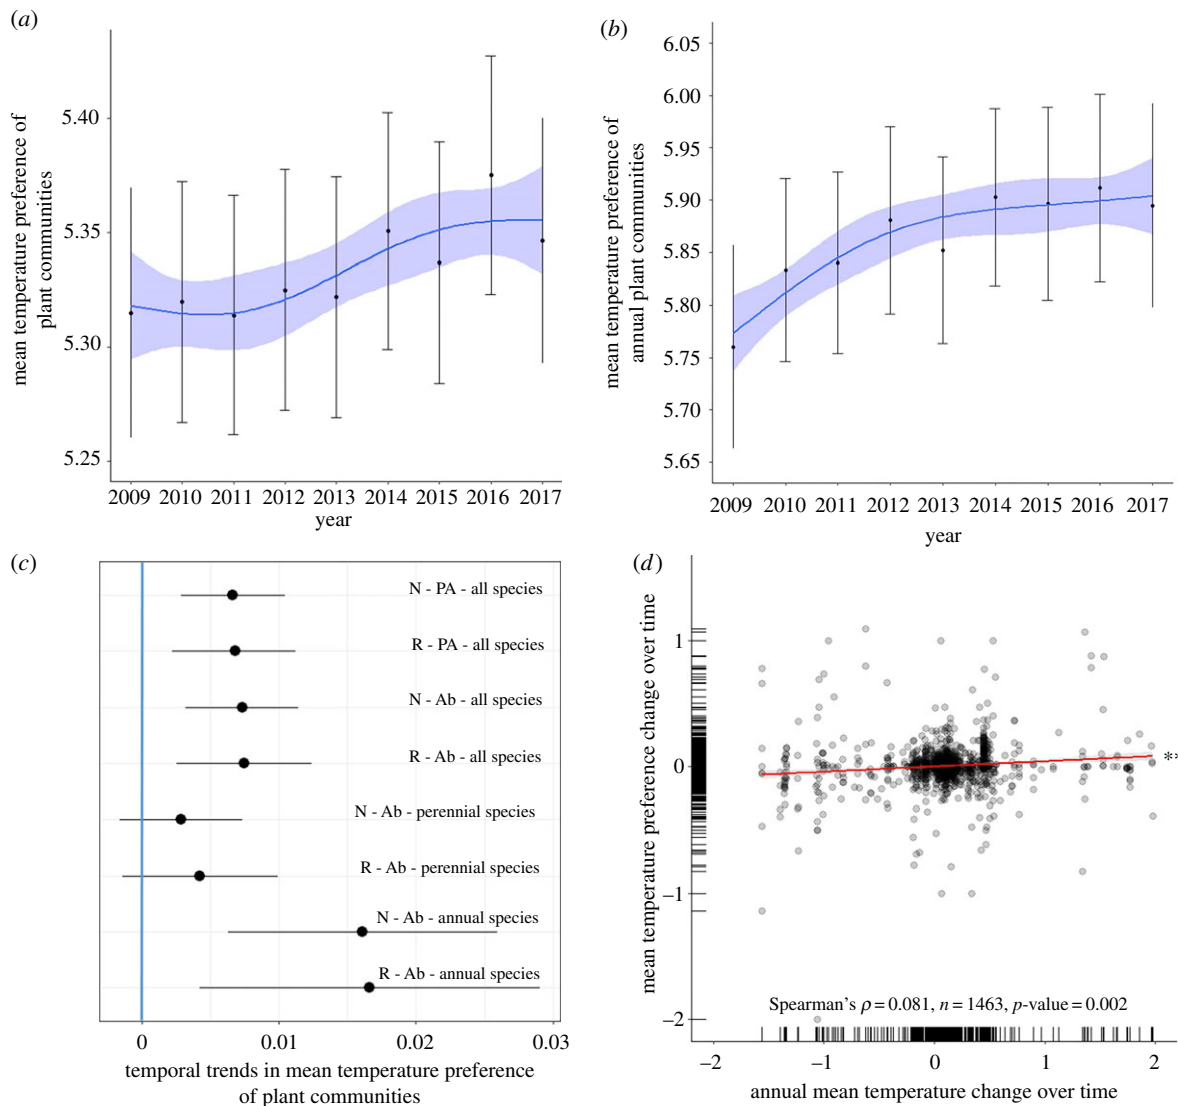 (a)
mean temperature preference of
plant communities
5.40
5.35
5.30
5.25
2009 2010 2011 2012 2013 2014 2015 2016 2017
year
(b)
mean temperature preference of
annual plant communities
6.05
6.00
5.95
5.90
5.85
5.80
5.75
5.70
5.65
2009 2010 2011 2012 2013 2014 2015 2016 2017
year
(c)
N - PA - all species
R - PA - all species
N - Ab - all species
R - Ab - all species
N - Ab - perennial species
R - Ab - perennial species
N - Ab - annual species
R - Ab - annual species
0 0.01 0.02 0.03
temporal trends in mean temperature preference
of plant communities
(d)
mean temperature preference change over time
1
0
−1
−2
**
Spearman's ρ = 0.081, n = 1463, p-value = 0.002
−2 −1 0 1 2
annual mean temperature change over time